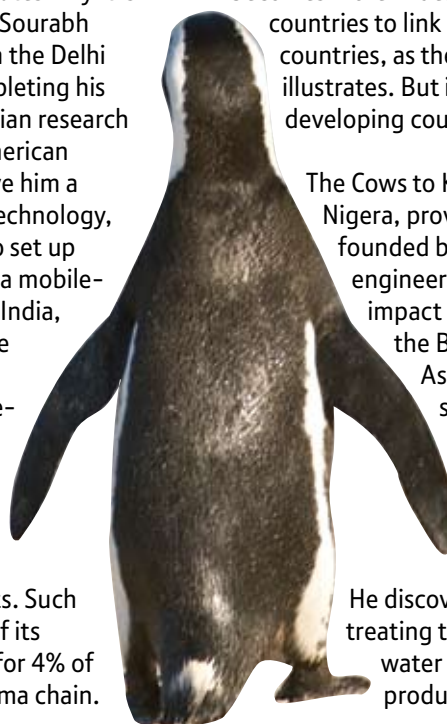 Sourabh
n the Delhi
pleting his
ian research
merican
ve him a
echnology,
o set up
a mobile-
India,
e
e-
ts. Such
f its
for 4% of
ma chain.
countries to link
countries, as the
illustrates. But i
developing cou
The Cows to K
Nigera, prov
founded b
engineer
impact
the B
As
s
He discov
treating t
water
produ